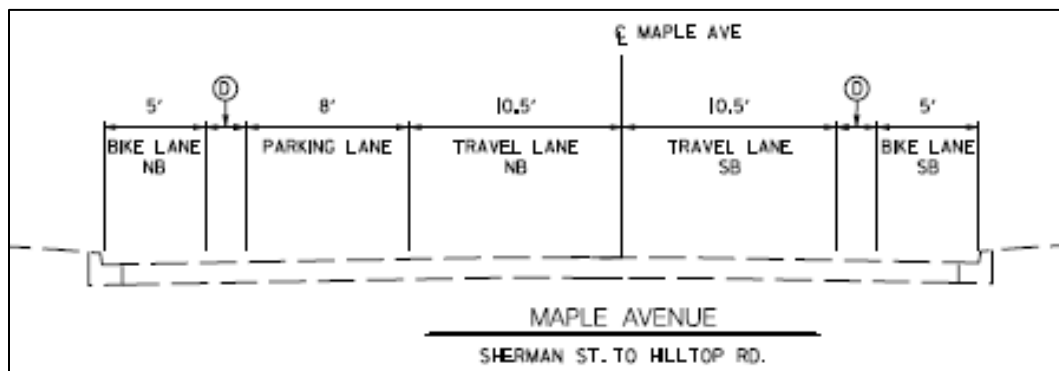 ℄ MAPLE AVE
5' D 8' 10.5' 10.5' D 5'
BIKE LANE PARKING LANE TRAVEL LANE TRAVEL LANE BIKE LANE
NB NB SB SB
MAPLE AVENUE
SHERMAN ST. TO HILLTOP RD.